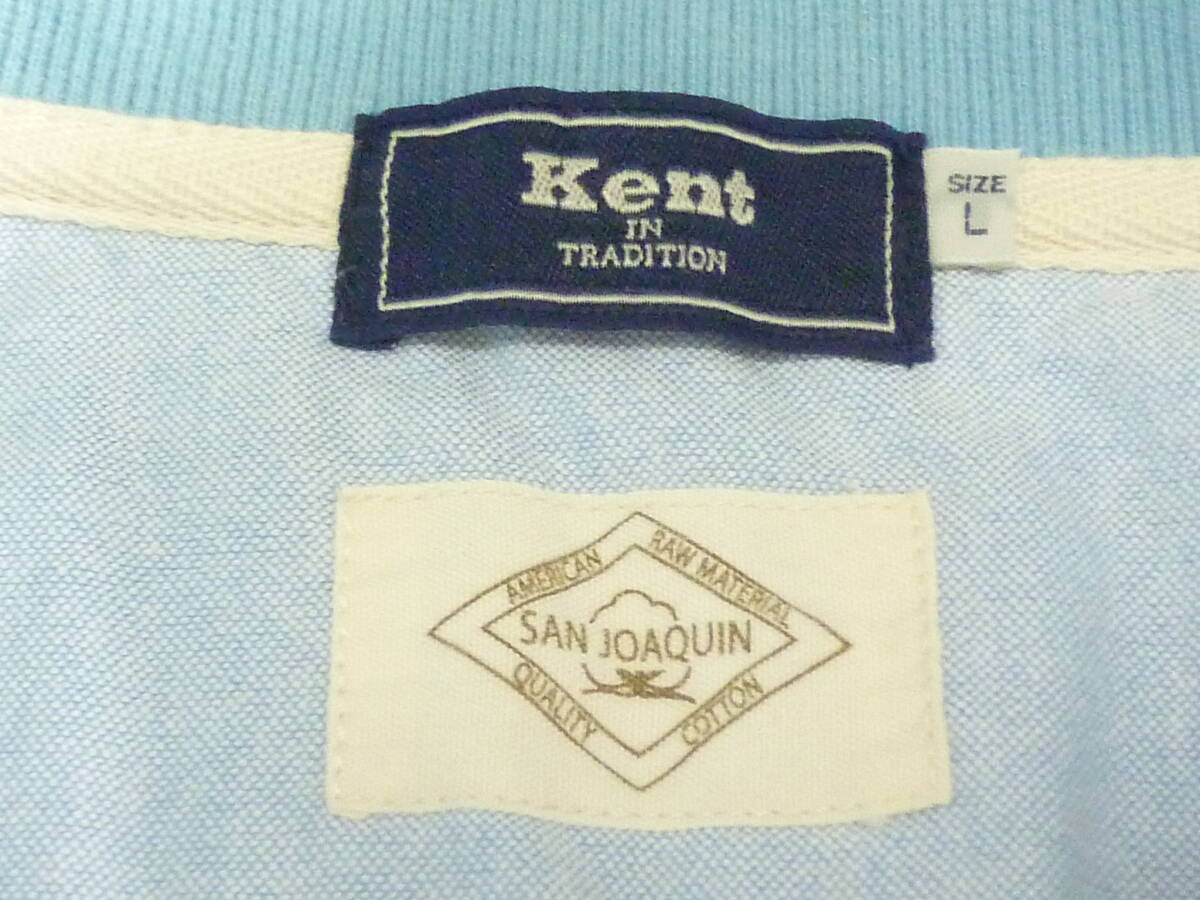 Kent
IN
TRADITION
SIZE
L
AMERICAN
RAW MATERIAL
SAN JOAQUIN
QUALITY
COTTON